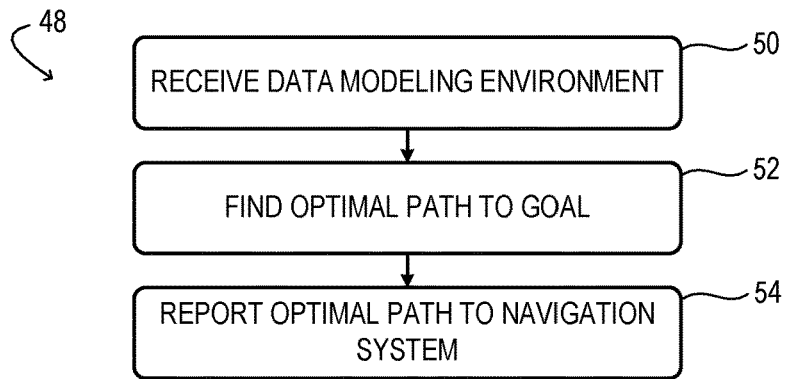 48
50
RECEIVE DATA MODELING ENVIRONMENT
52
FIND OPTIMAL PATH TO GOAL
54
REPORT OPTIMAL PATH TO NAVIGATION
SYSTEM